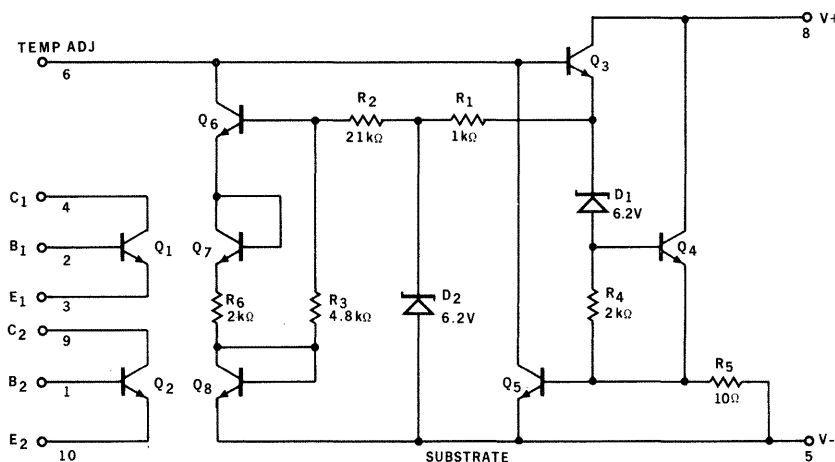 V+
8
TEMP ADJ
6
Q3
Q6
R2
21kΩ
R1
1kΩ
C1
4
D1
6.2V
B1
2
Q1
Q7
Q4
E1
3
R6
2kΩ
R3
4.8kΩ
D2
6.2V
R4
2kΩ
C2
9
B2
1
Q2
Q8
Q5
R5
10Ω
E2
10
SUBSTRATE
V-
5